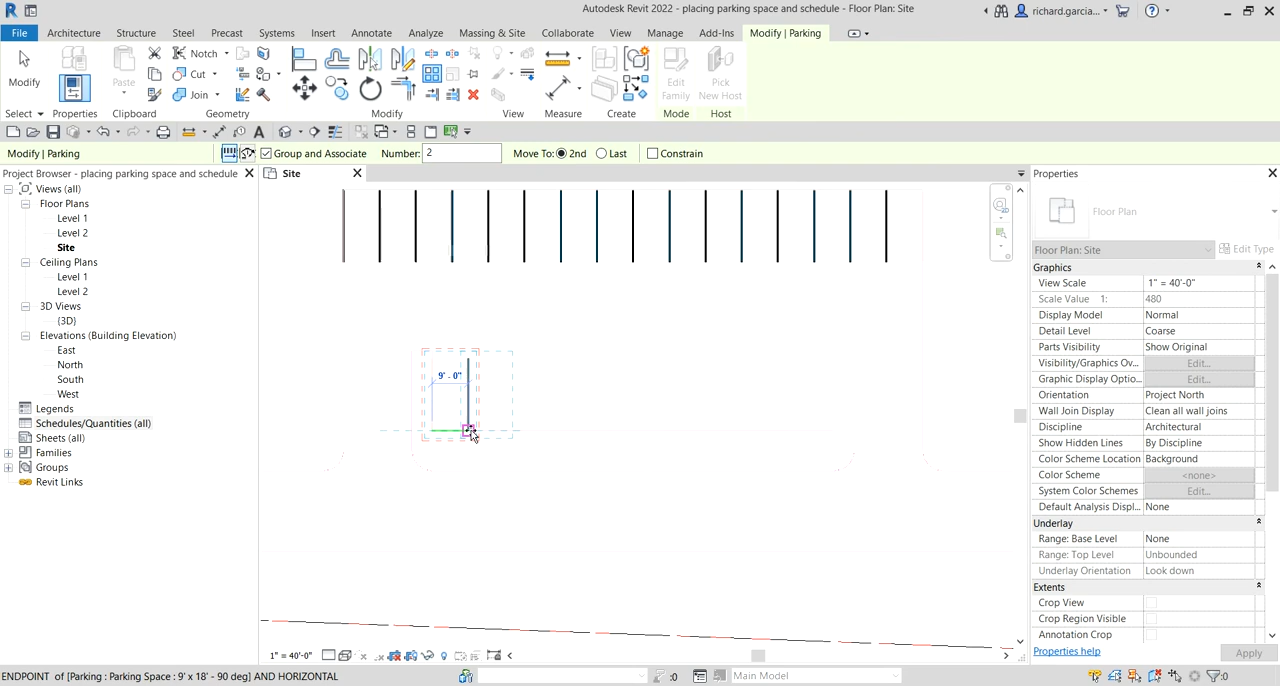 Autodesk Revit 2022 - placing parking space and schedule - Floor Plan: Site
richard.garcia...
File Architecture Structure Steel Precast Systems Insert Annotate Analyze Massing & Site Collaborate View Manage Add-Ins Modify | Parking
Modify
Paste
Notch
Cut
Join
Edit Family
Pick New Host
Select Properties Clipboard Geometry Modify View Measure Create Mode Host
Modify | Parking Group and Associate Number: 2 Move To: 2nd Last Constrain
Project Browser - placing parking space and schedule
Views (all)
Floor Plans
Level 1
Level 2
Site
Ceiling Plans
Level 1
Level 2
3D Views
{3D}
Elevations (Building Elevation)
East
North
South
West
Legends
Schedules/Quantities (all)
Sheets (all)
Families
Groups
Revit Links
Site
9' - 0"
1" = 40'-0"
Properties
Floor Plan
Floor Plan: Site Edit Type
Graphics
View Scale 1" = 40'-0"
Scale Value 1: 480
Display Model Normal
Detail Level Coarse
Parts Visibility Show Original
Visibility/Graphics Ov... Edit...
Graphic Display Optio... Edit...
Orientation Project North
Wall Join Display Clean all wall joins
Discipline Architectural
Show Hidden Lines By Discipline
Color Scheme Location Background
Color Scheme <none>
System Color Schemes Edit...
Default Analysis Displ... None
Underlay
Range: Base Level None
Range: Top Level Unbounded
Underlay Orientation Look down
Extents
Crop View
Crop Region Visible
Annotation Crop
Properties help Apply
ENDPOINT of [Parking : Parking Space : 9' x 18' - 90 deg] AND HORIZONTAL
:0
Main Model
:0